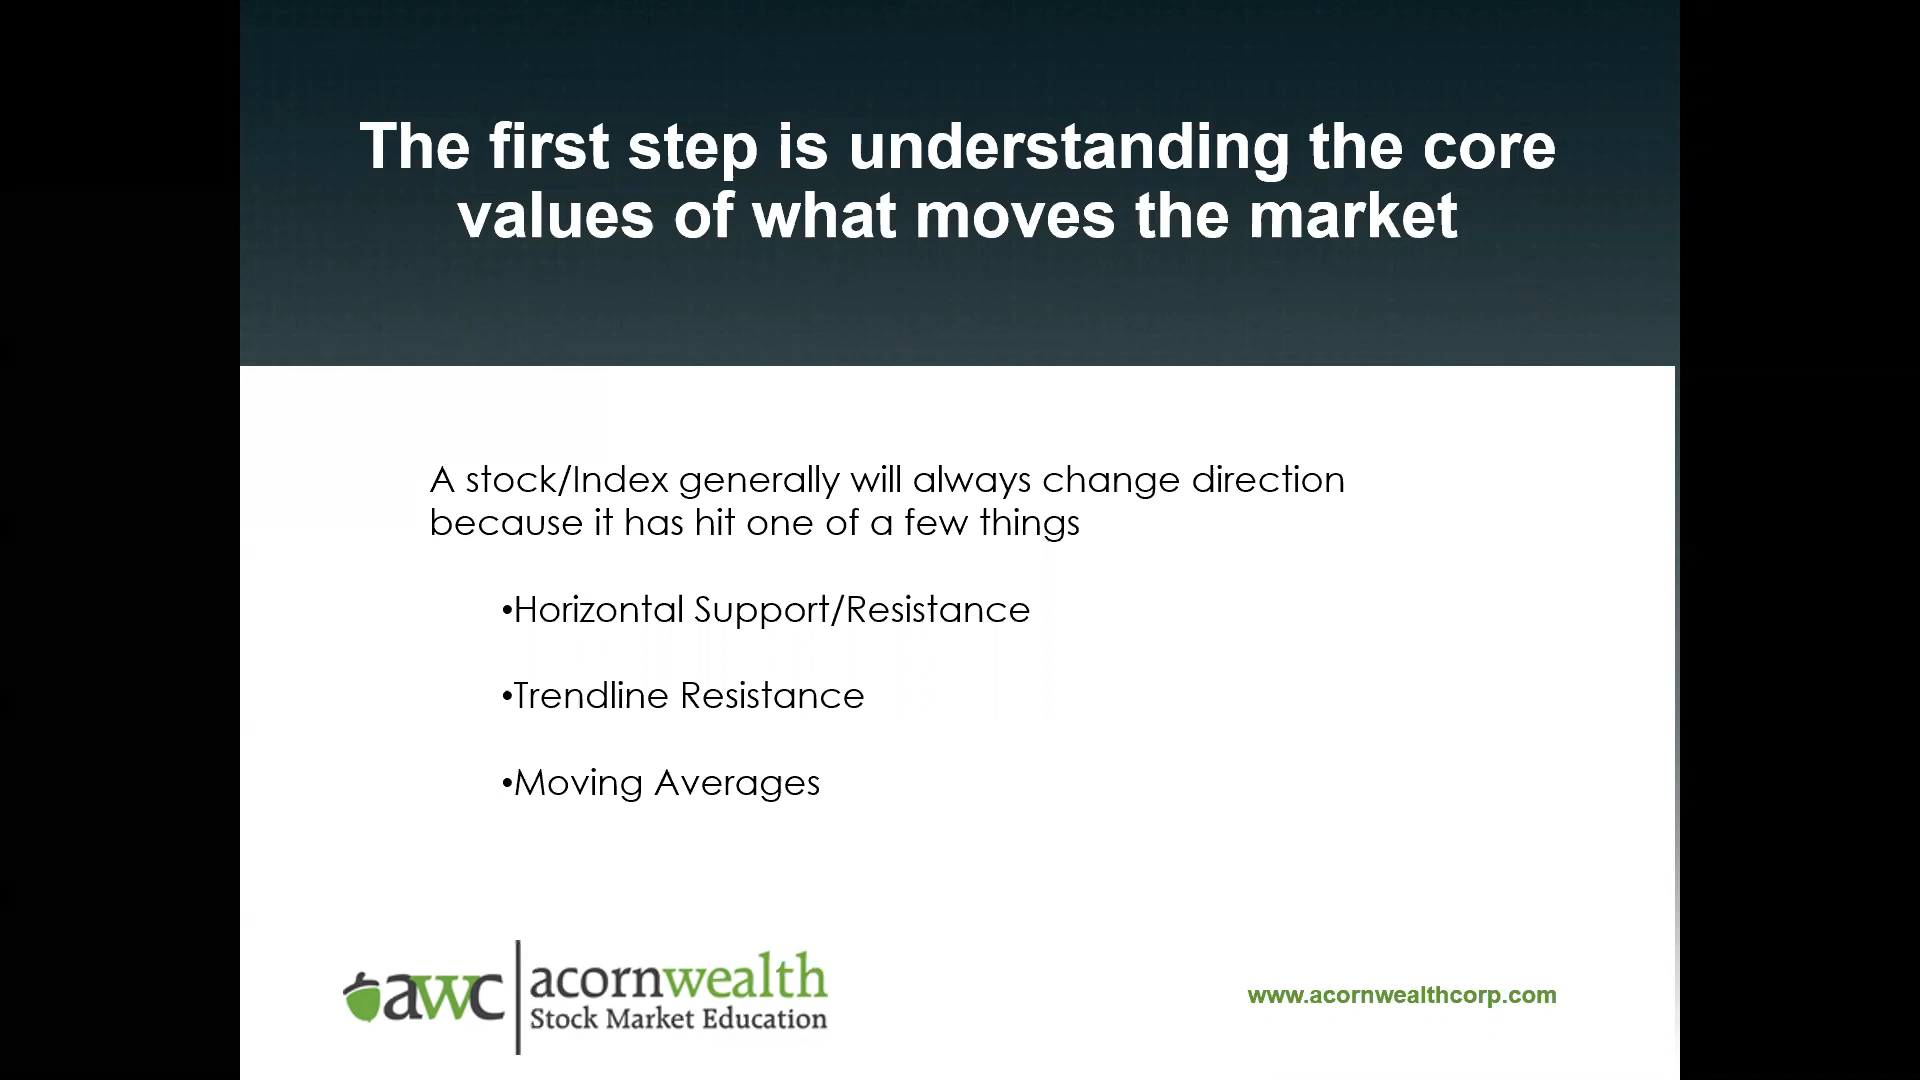 The first step is understanding the core
values of what moves the market
A stock/Index generally will always change direction
because it has hit one of a few things
•Horizontal Support/Resistance
•Trendline Resistance
•Moving Averages
awc acornwealth
Stock Market Education
www.acornwealthcorp.com